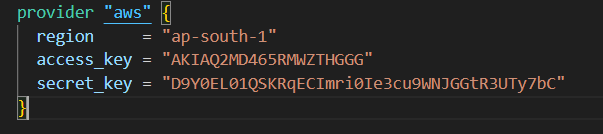 provider "aws" {
region = "ap-south-1"
access_key = "AKIAQ2MD465RMWZTHGGG"
secret_key = "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"
}